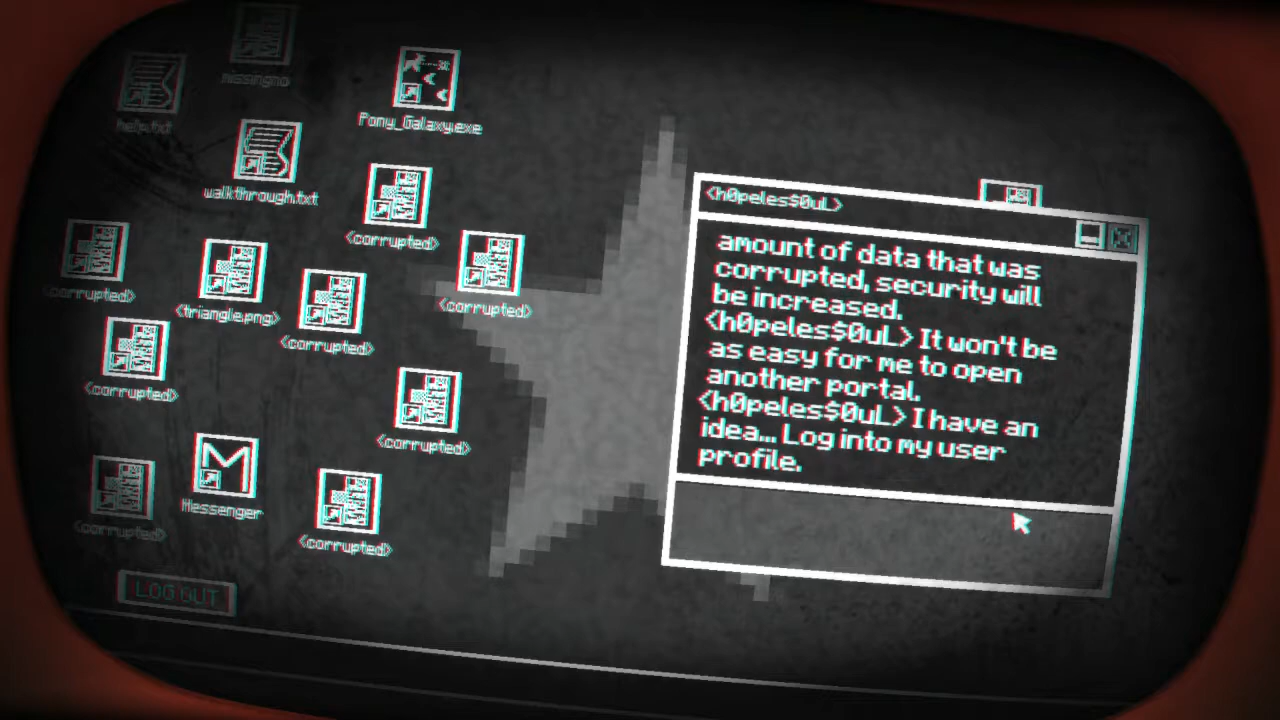 missingno
help.txt
Pony_Galaxy.exe
walkthrough.txt
<corrupted>
<corrupted>
<triangle.png>
<corrupted>
<corrupted>
<corrupted>
<corrupted>
Messenger
<corrupted>
<corrupted>
LOG OUT
<h0peles$0uL>
amount of data that was
corrupted, security will
be increased.
<h0peles$0uL> It won't be
as easy for me to open
another portal.
<h0peles$0uL> I have an
idea... Log into my user
profile.